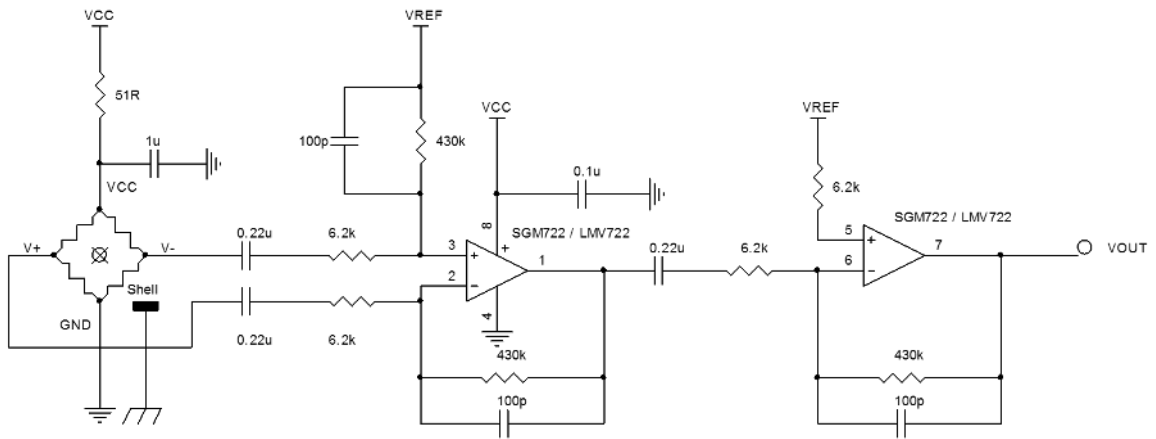 VCC
VREF
51R
1u
100p
430k
VCC
VREF
VCC
0.1u
6.2k
8
SGM722 / LMV722
SGM722 / LMV722
V+
V-
0.22u
6.2k
3
+
+
1
0.22u
6.2k
5
+
7
VOUT
2
-
6
-
Shell
GND
4
0.22u
6.2k
430k
430k
100p
100p